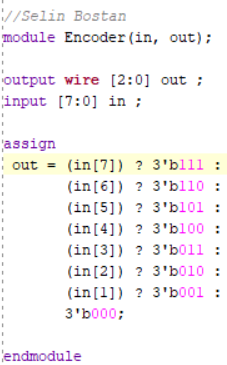 //Selin Bostan
module Encoder(in, out);
output wire [2:0] out ;
input [7:0] in ;
assign
out = (in[7]) ? 3'b111 :
(in[6]) ? 3'b110 :
(in[5]) ? 3'b101 :
(in[4]) ? 3'b100 :
(in[3]) ? 3'b011 :
(in[2]) ? 3'b010 :
(in[1]) ? 3'b001 :
3'b000;
endmodule